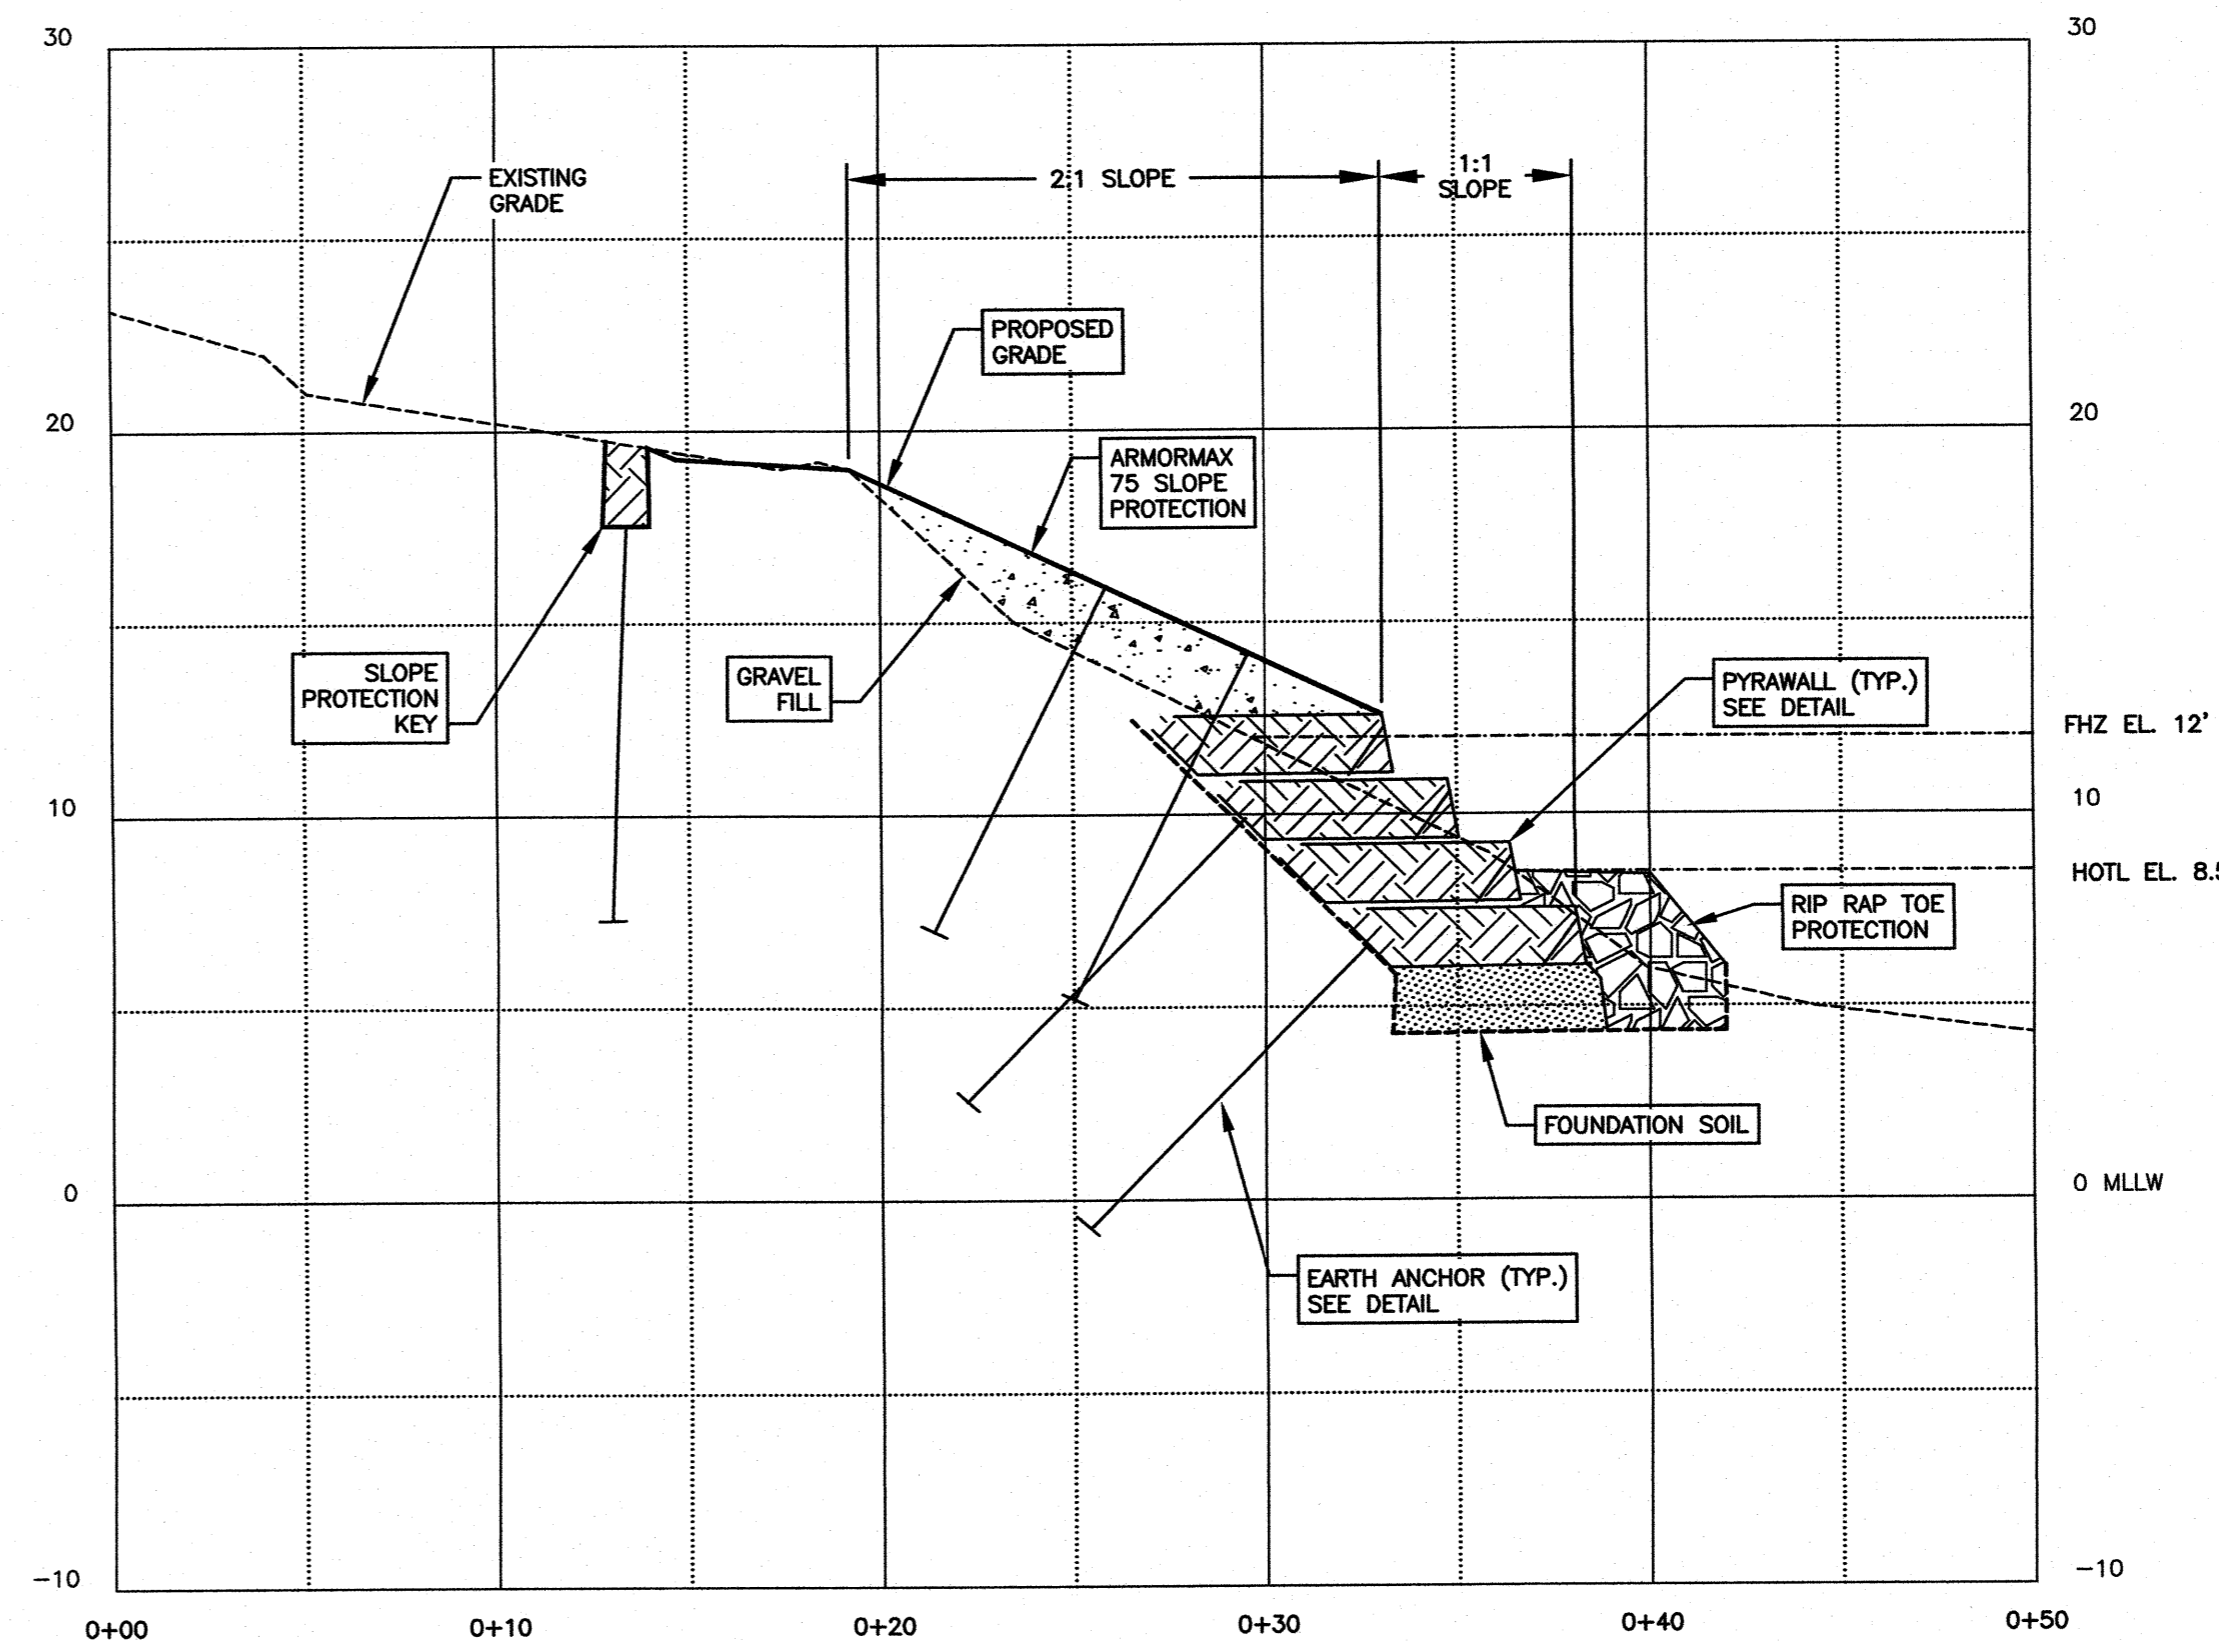 30
30
EXISTING
GRADE
2:1 SLOPE
1:1
SLOPE
PROPOSED
GRADE
20
20
ARMORMAX
75 SLOPE
PROTECTION
SLOPE
PROTECTION
KEY
GRAVEL
FILL
PYRAWALL (TYP.)
SEE DETAIL
FHZ EL. 12'
10
10
HOTL EL. 8.5
RIP RAP TOE
PROTECTION
FOUNDATION SOIL
0
0 MLLW
EARTH ANCHOR (TYP.)
SEE DETAIL
-10
-10
0+00
0+10
0+20
0+30
0+40
0+50